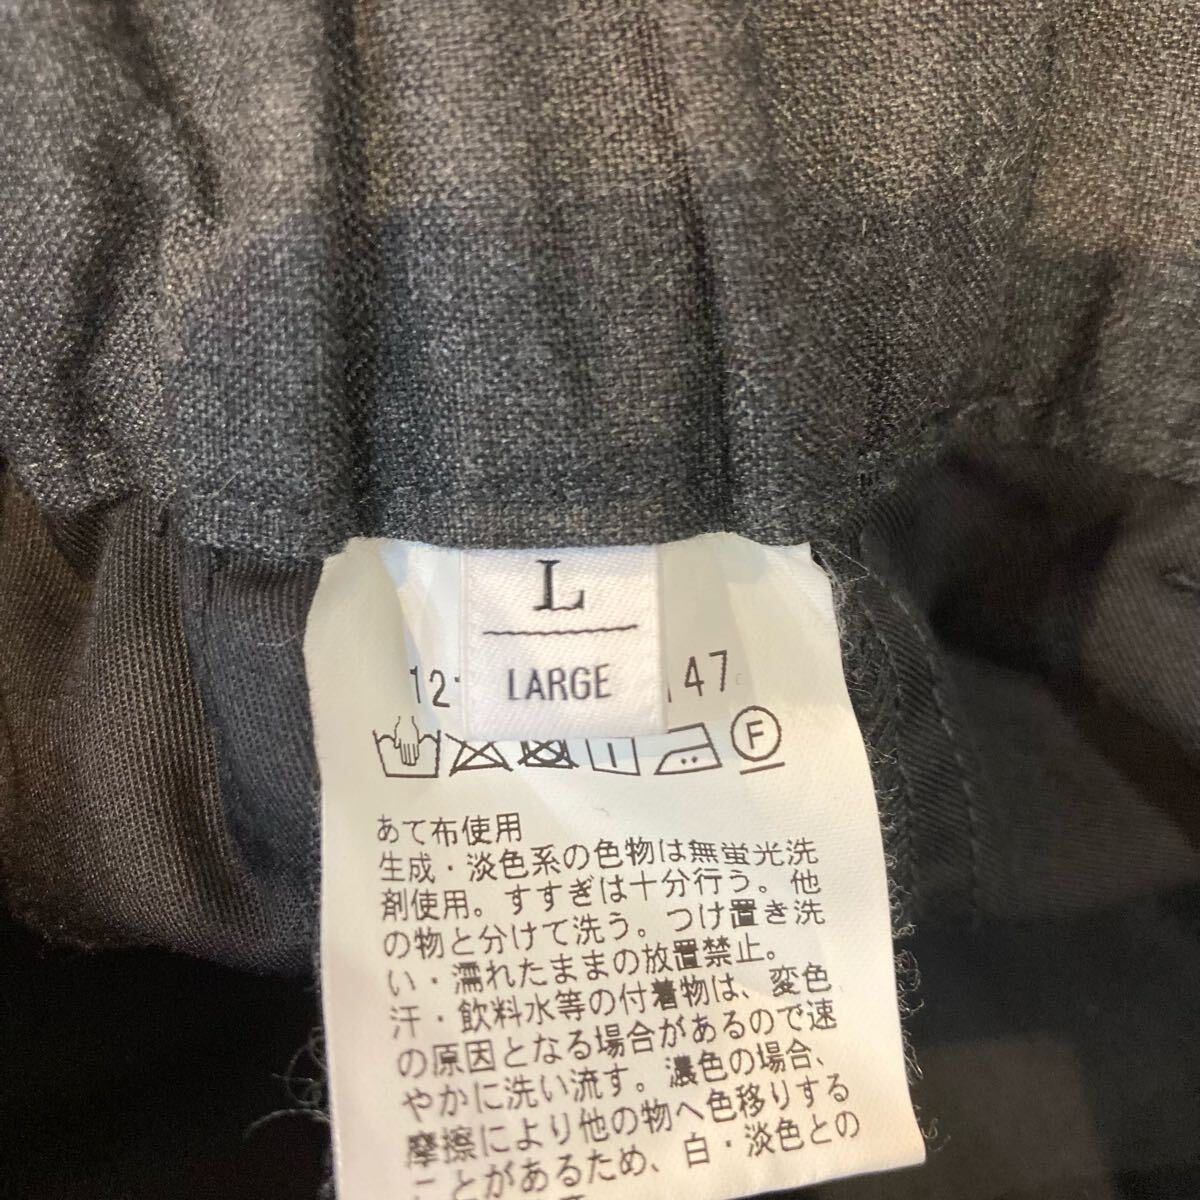 L
LARGE
12
147
F
あて布使用
生成・淡色系の色物は無蛍光洗
剤使用。すすぎは十分行う。他
の物と分けて洗う。つけ置き洗
い・濡れたままの放置禁止。
汗・飲料水等の付着物は、変色
の原因となる場合があるので速
やかに洗い流す。濃色の場合、
摩擦により他の物へ色移りする
ことがあるため、白・淡色との